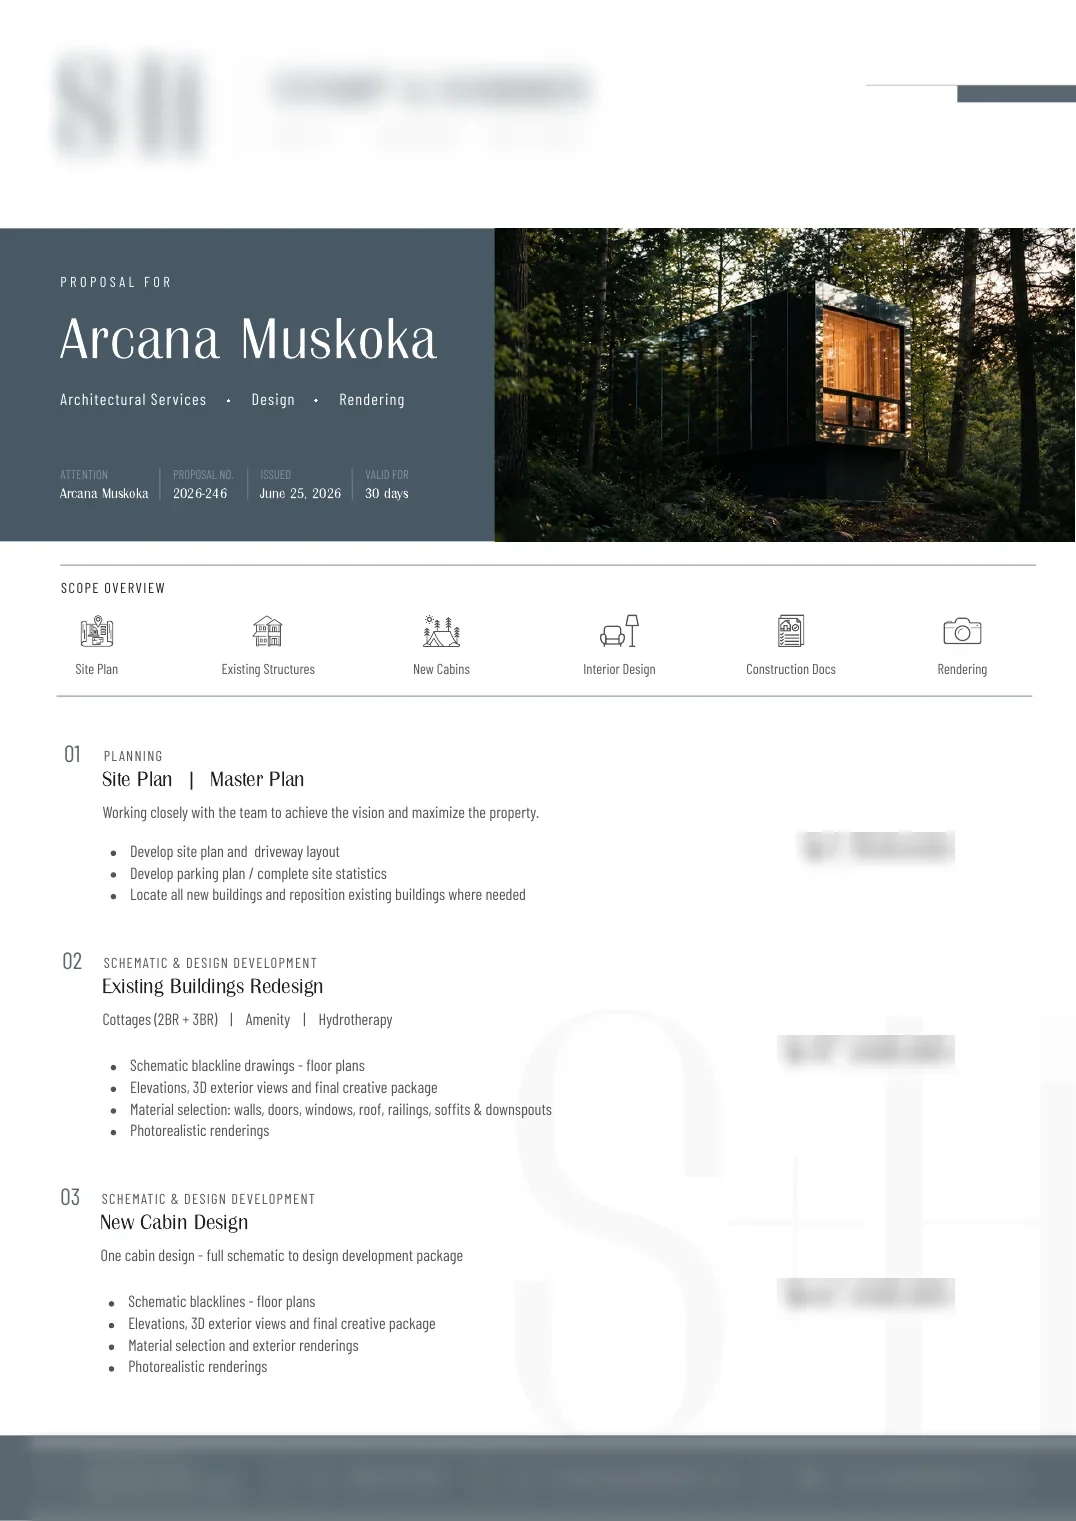 PROPOSAL FOR
Arcana Muskoka
Architectural Services • Design • Rendering
ATTENTION PROPOSAL NO. ISSUED VALID FOR
Arcana Muskoka 2026-246 June 25, 2026 30 days
SCOPE OVERVIEW
Site Plan Existing Structures New Cabins Interior Design Construction Docs Rendering
01 PLANNING
Site Plan | Master Plan
Working closely with the team to achieve the vision and maximize the property.
• Develop site plan and driveway layout
• Develop parking plan / complete site statistics
• Locate all new buildings and reposition existing buildings where needed
02 SCHEMATIC & DESIGN DEVELOPMENT
Existing Buildings Redesign
Cottages (2BR + 3BR) | Amenity | Hydrotherapy
• Schematic blackline drawings - floor plans
• Elevations, 3D exterior views and final creative package
• Material selection: walls, doors, windows, roof, railings, soffits & downspouts
• Photorealistic renderings
03 SCHEMATIC & DESIGN DEVELOPMENT
New Cabin Design
One cabin design - full schematic to design development package
• Schematic blacklines - floor plans
• Elevations, 3D exterior views and final creative package
• Material selection and exterior renderings
• Photorealistic renderings
S+H